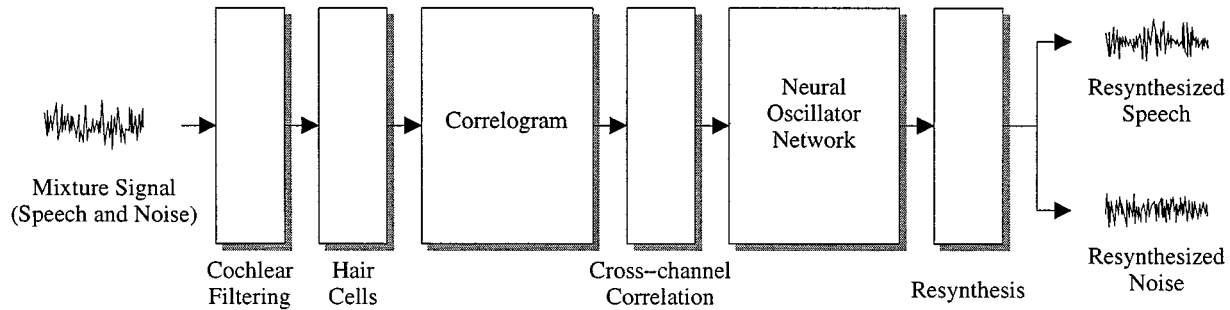 Mixture Signal
(Speech and Noise)
Cochlear
Filtering
Hair
Cells
Correlogram
Cross–channel
Correlation
Neural
Oscillator
Network
Resynthesis
Resynthesized
Speech
Resynthesized
Noise